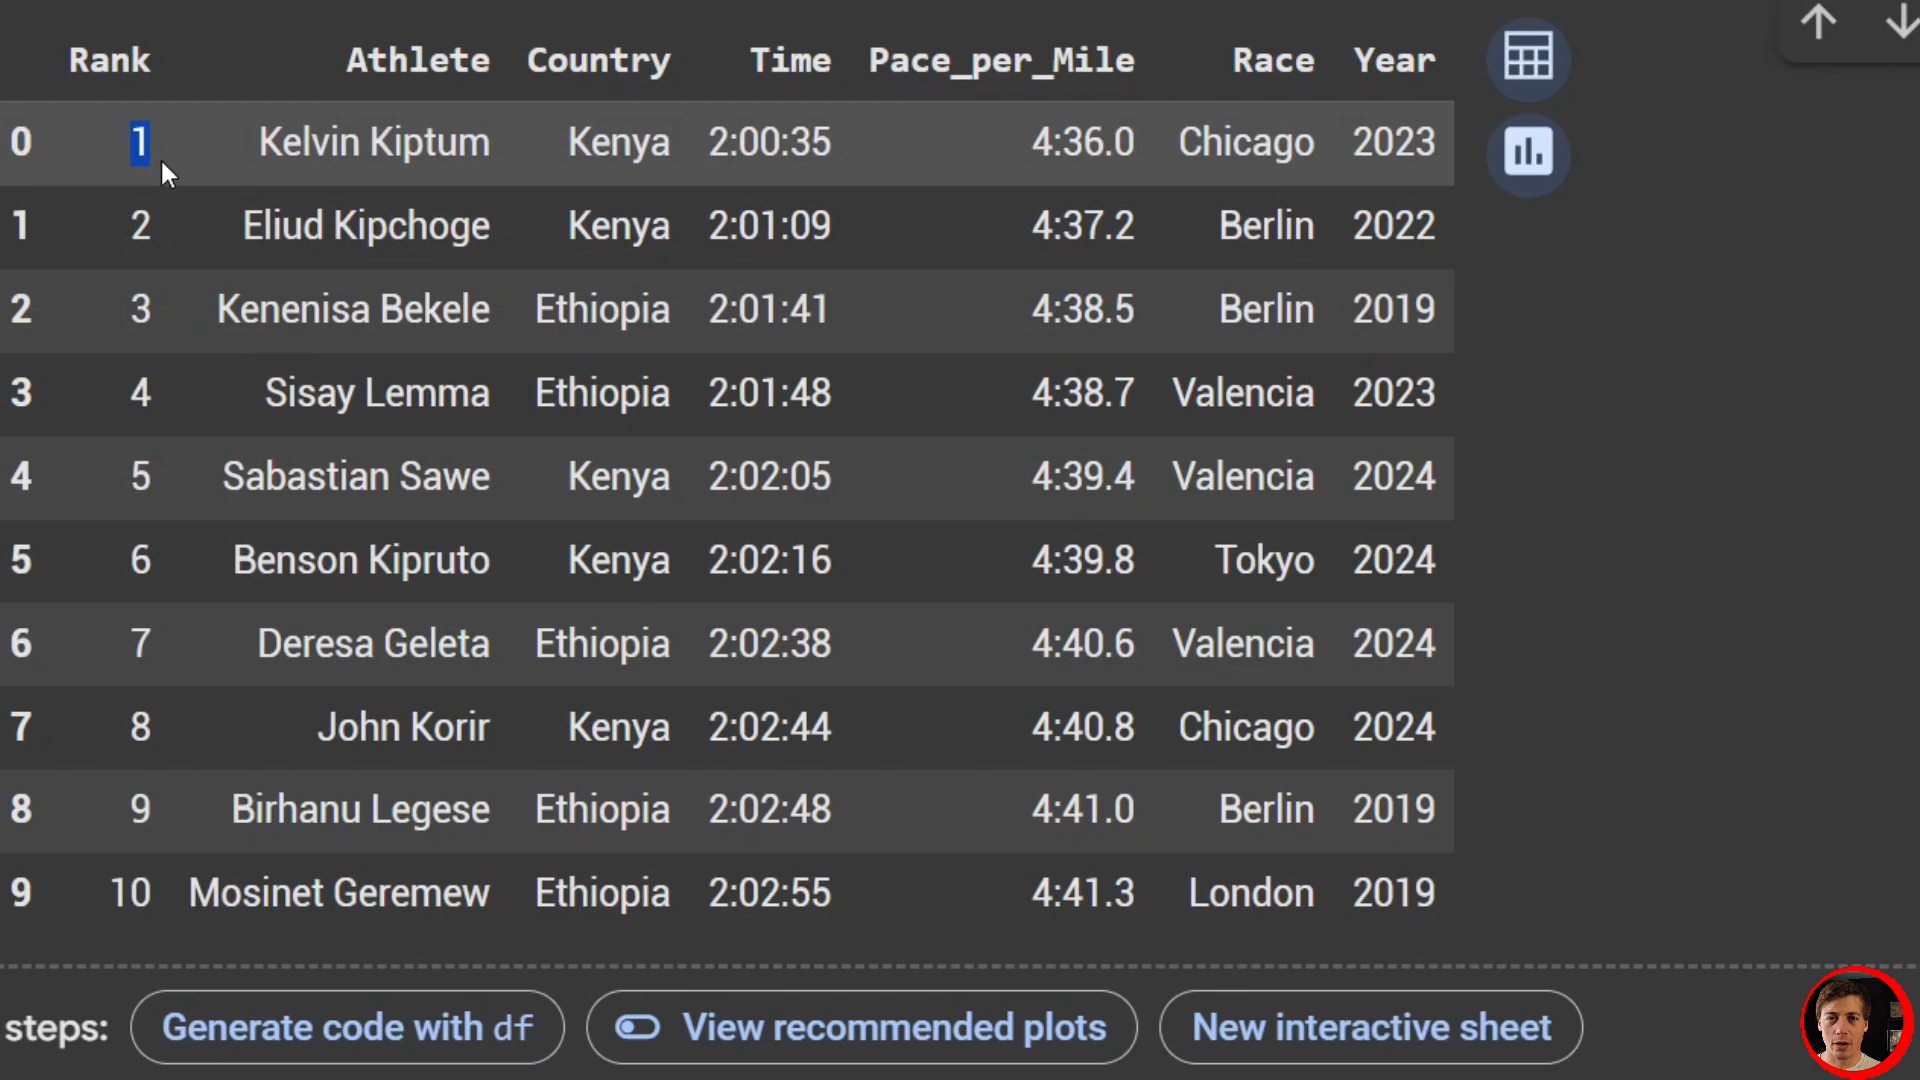 Rank Athlete Country Time Pace_per_Mile Race Year
0 1 Kelvin Kiptum Kenya 2:00:35 4:36.0 Chicago 2023
1 2 Eliud Kipchoge Kenya 2:01:09 4:37.2 Berlin 2022
2 3 Kenenisa Bekele Ethiopia 2:01:41 4:38.5 Berlin 2019
3 4 Sisay Lemma Ethiopia 2:01:48 4:38.7 Valencia 2023
4 5 Sabastian Sawe Kenya 2:02:05 4:39.4 Valencia 2024
5 6 Benson Kipruto Kenya 2:02:16 4:39.8 Tokyo 2024
6 7 Deresa Geleta Ethiopia 2:02:38 4:40.6 Valencia 2024
7 8 John Korir Kenya 2:02:44 4:40.8 Chicago 2024
8 9 Birhanu Legese Ethiopia 2:02:48 4:41.0 Berlin 2019
9 10 Mosinet Geremew Ethiopia 2:02:55 4:41.3 London 2019
steps: Generate code with df View recommended plots New interactive sheet